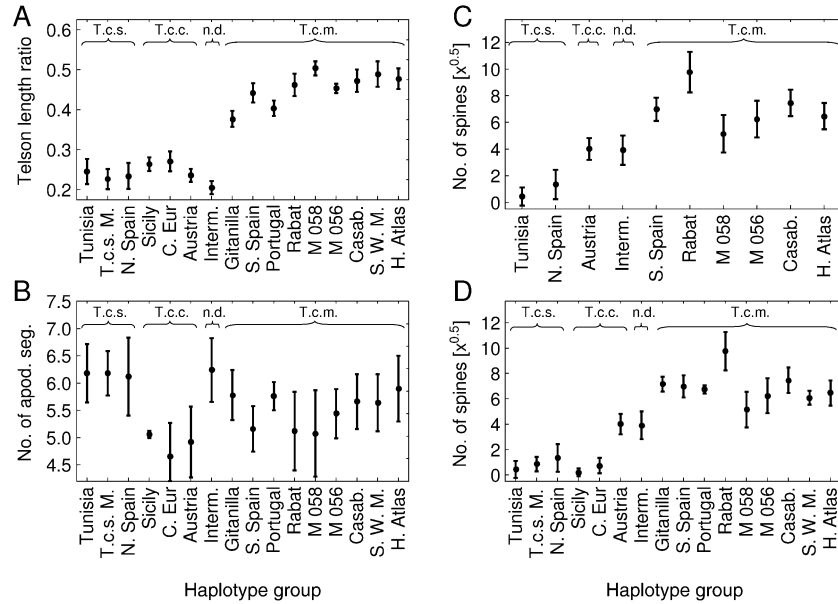 A
T.c.s. T.c.c. n.d. T.c.m.
Telson length ratio
0.6
0.5
0.4
0.3
0.2
Tunisia
T.c.s. M.
N. Spain
Sicily
C. Eur
Austria
Interm.
Gitanilla
S. Spain
Portugal
Rabat
M 058
M 056
Casab.
S. W. M.
H. Atlas
C
T.c.s. T.c.c. n.d. T.c.m.
No. of spines [x^0.5]
12
10
8
6
4
2
0
Tunisia
N. Spain
Austria
Interm.
S. Spain
Rabat
M 058
M 056
Casab.
H. Atlas
B
T.c.s. T.c.c. n.d. T.c.m.
No. of apod. seg.
7.5
7.0
6.5
6.0
5.5
5.0
4.5
Tunisia
T.c.s. M.
N. Spain
Sicily
C. Eur
Austria
Interm.
Gitanilla
S. Spain
Portugal
Rabat
M 058
M 056
Casab.
S. W. M.
H. Atlas
Haplotype group
D
T.c.s. T.c.c. n.d. T.c.m.
No. of spines [x^0.5]
12
10
8
6
4
2
0
Tunisia
T.c.s. M.
N. Spain
Sicily
C. Eur
Austria
Interm.
Gitanilla
S. Spain
Portugal
Rabat
M 058
M 056
Casab.
S. W. M.
H. Atlas
Haplotype group